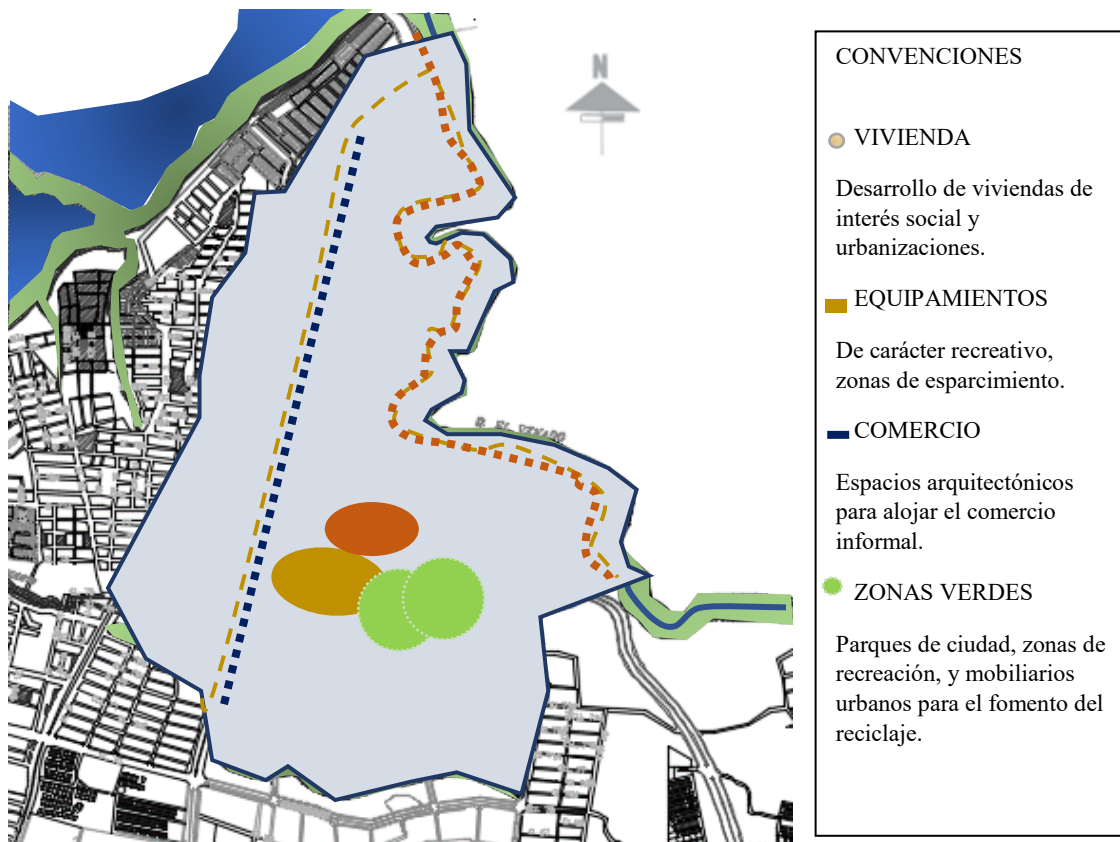 N
R. EL VENADO
CONVENCIONES
VIVIENDA
Desarrollo de viviendas de
interés social y
urbanizaciones.
EQUIPAMIENTOS
De carácter recreativo,
zonas de esparcimiento.
COMERCIO
Espacios arquitectónicos
para alojar el comercio
informal.
ZONAS VERDES
Parques de ciudad, zonas de
recreación, y mobiliarios
urbanos para el fomento del
reciclaje.